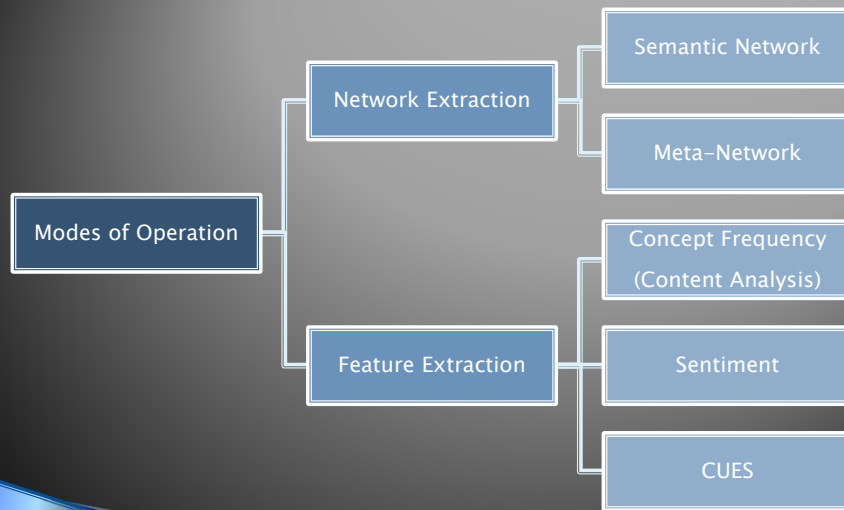 Modes of Operation
Network Extraction
Semantic Network
Meta-Network
Feature Extraction
Concept Frequency
(Content Analysis)
Sentiment
CUES